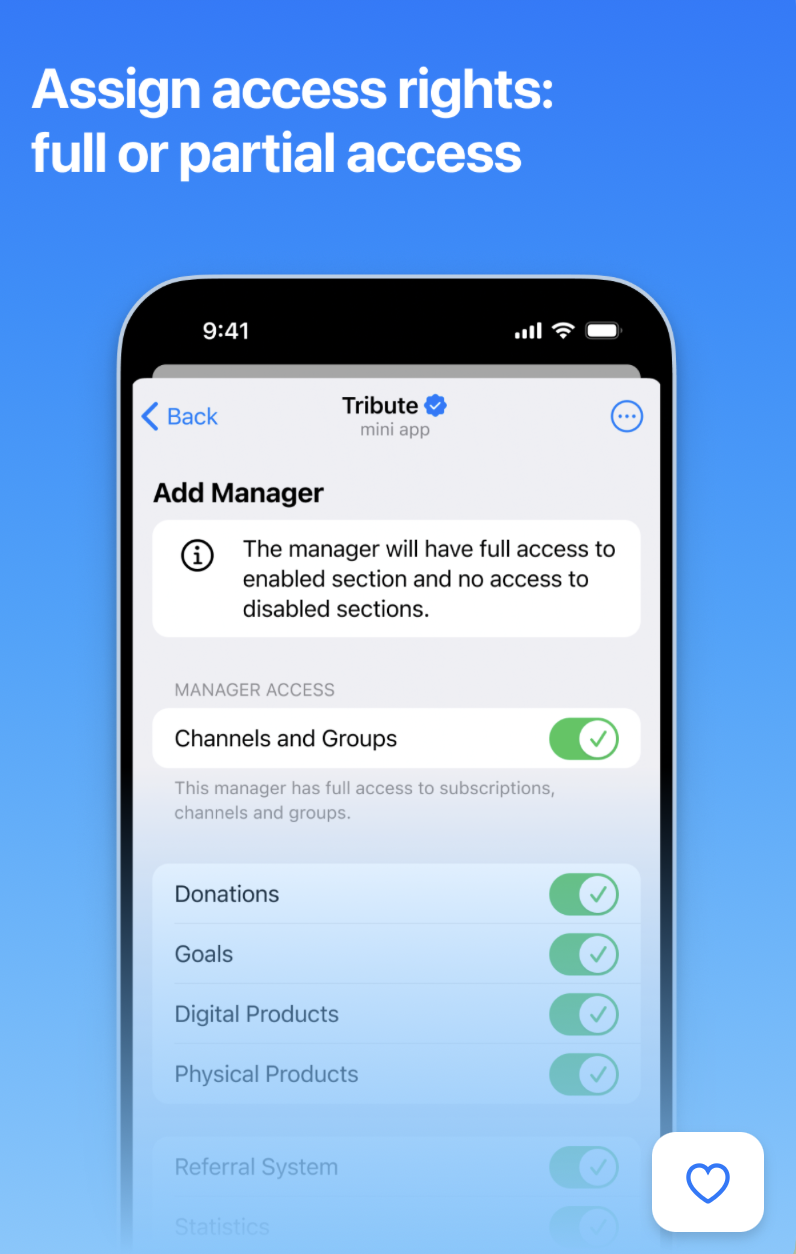 Assign access rights:
full or partial access
9:41
Back
Tribute
mini app
Add Manager
The manager will have full access to
enabled section and no access to
disabled sections.
MANAGER ACCESS
Channels and Groups
This manager has full access to subscriptions,
channels and groups.
Donations
Goals
Digital Products
Physical Products
Referral System
Statistics